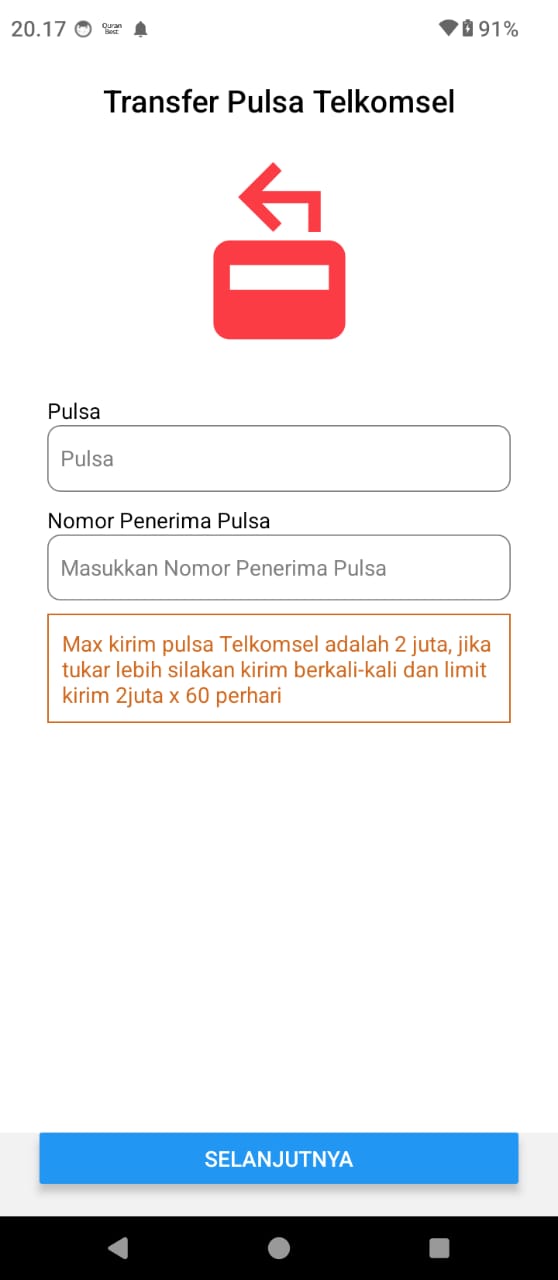 20.17
Quran
Best
91%
Transfer Pulsa Telkomsel
Pulsa
Pulsa
Nomor Penerima Pulsa
Masukkan Nomor Penerima Pulsa
Max kirim pulsa Telkomsel adalah 2 juta, jika
tukar lebih silakan kirim berkali-kali dan limit
kirim 2juta x 60 perhari
SELANJUTNYA